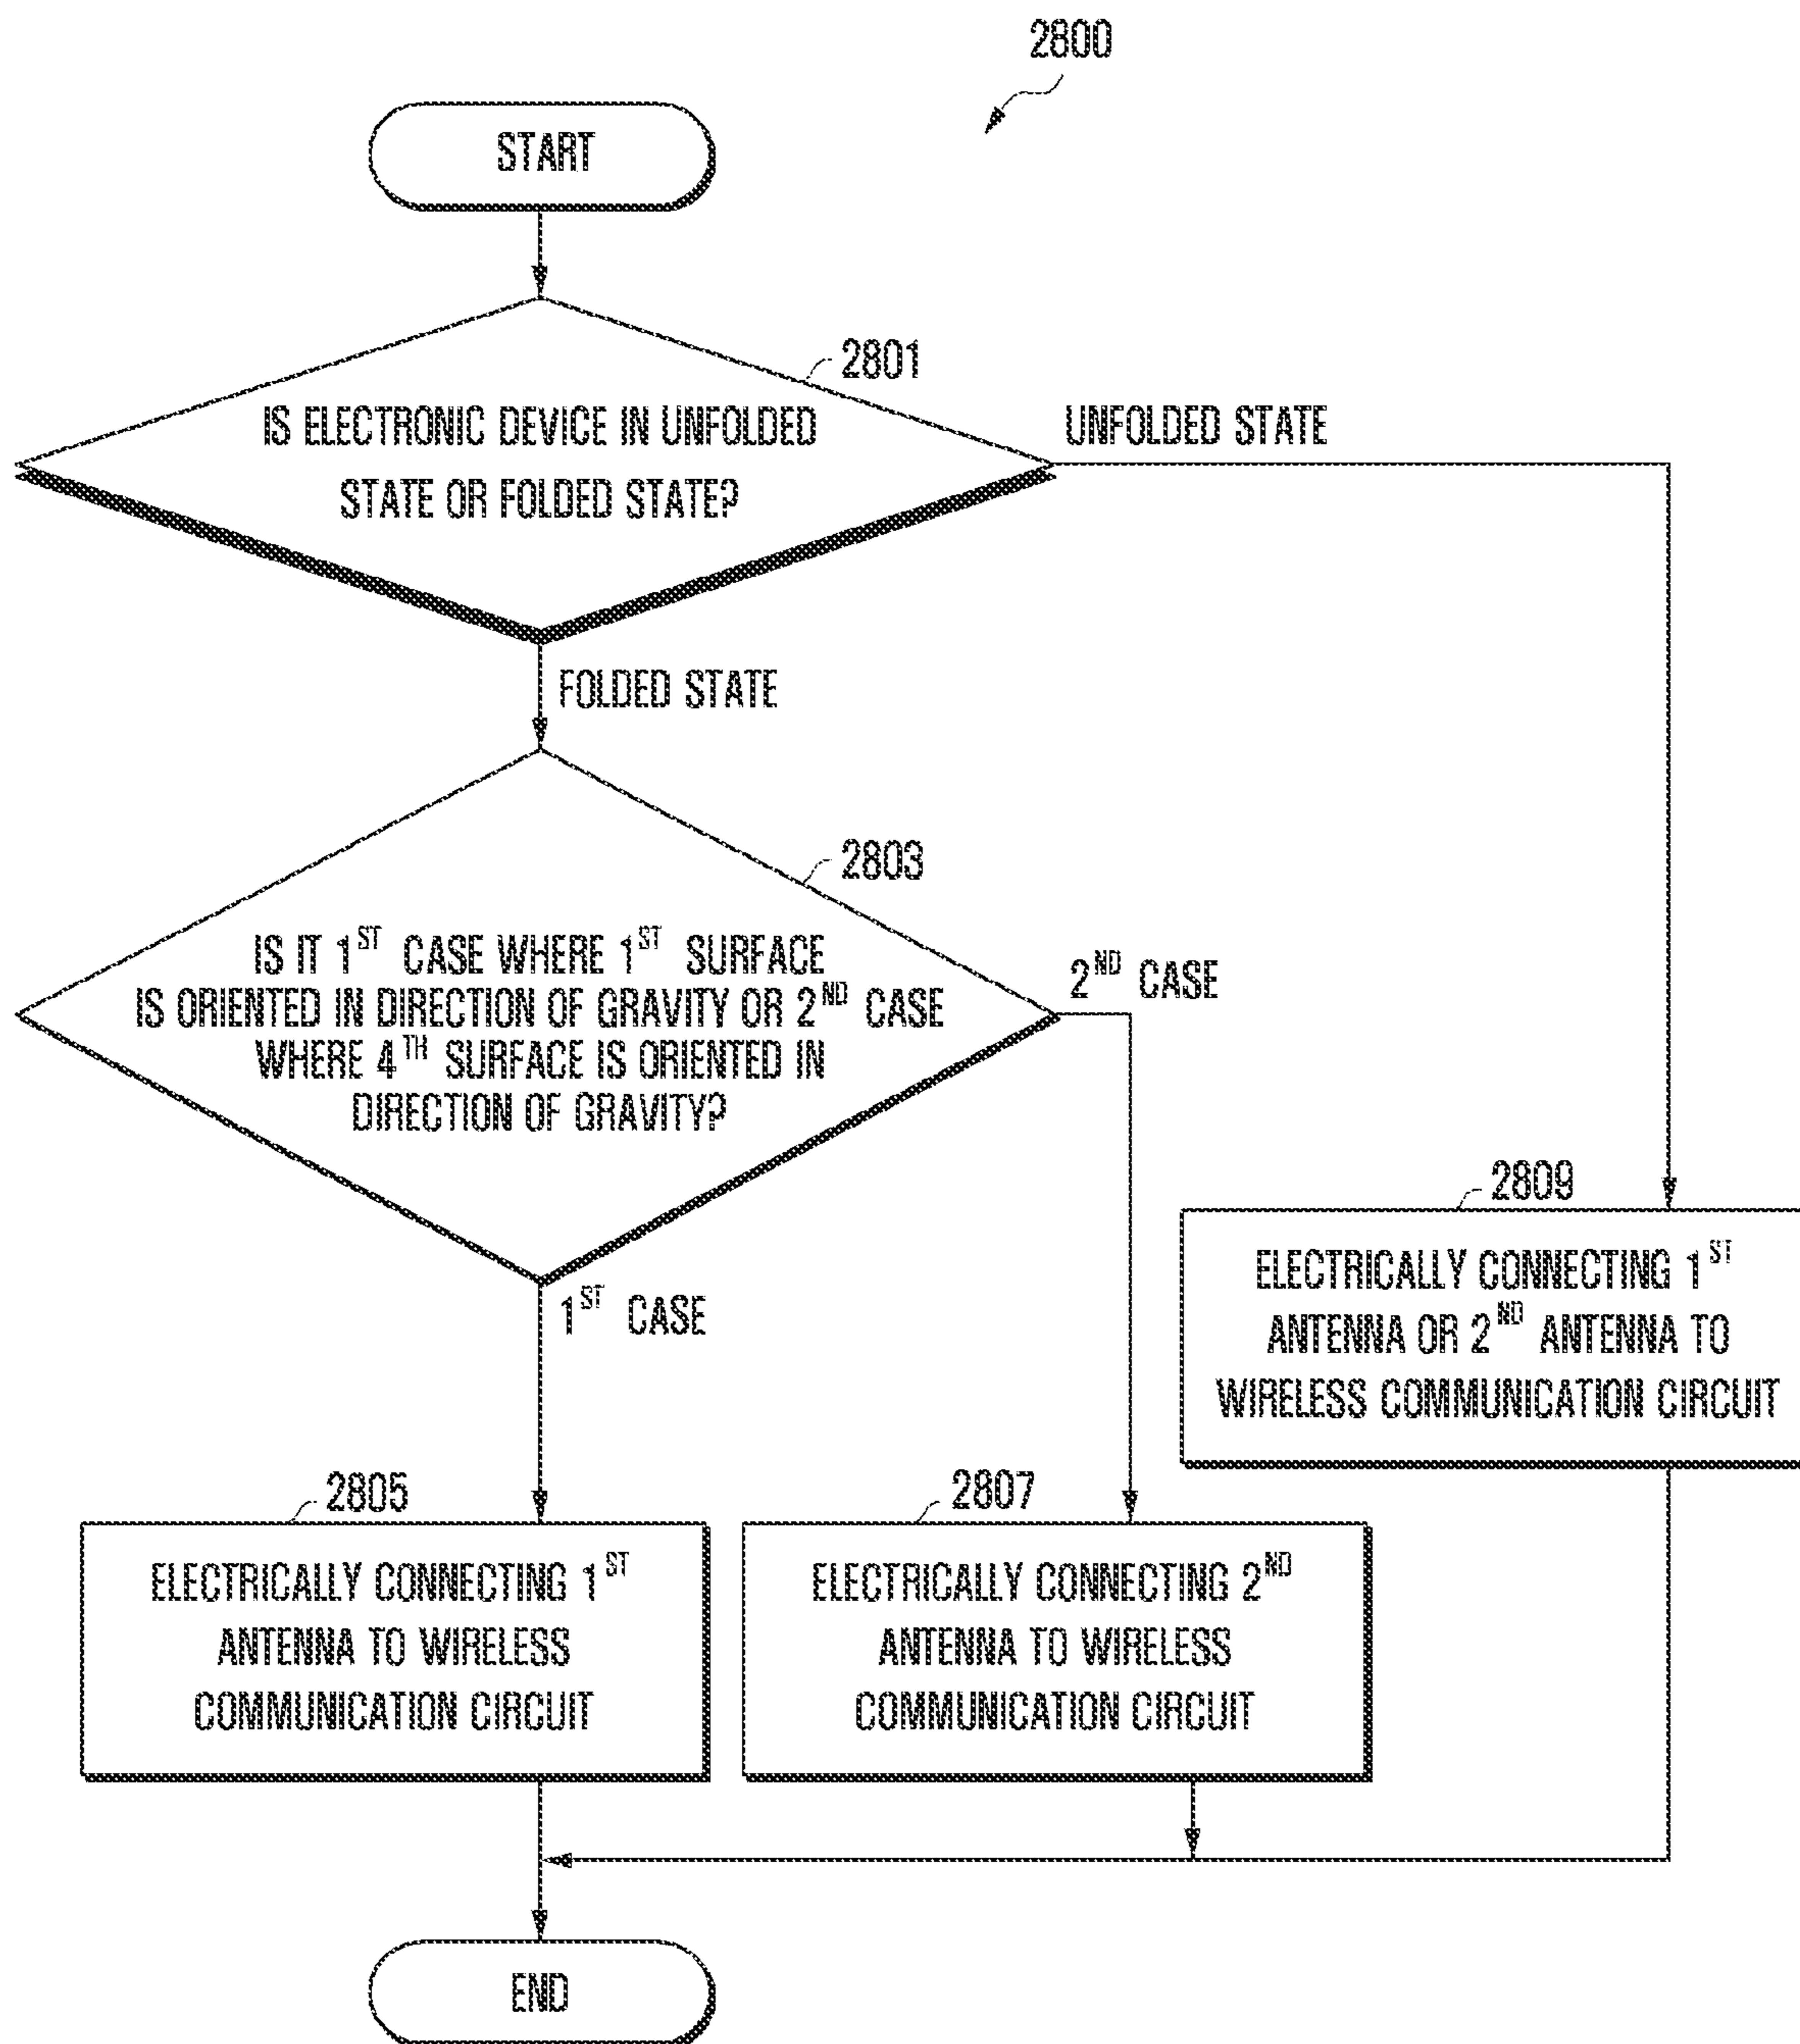 2800
START
2801
IS ELECTRONIC DEVICE IN UNFOLDED
STATE OR FOLDED STATE?
UNFOLDED STATE
FOLDED STATE
2803
IS IT 1ST CASE WHERE 1ST SURFACE
IS ORIENTED IN DIRECTION OF GRAVITY OR 2ND CASE
WHERE 4TH SURFACE IS ORIENTED IN
DIRECTION OF GRAVITY?
2ND CASE
1ST CASE
2809
ELECTRICALLY CONNECTING 1ST
ANTENNA OR 2ND ANTENNA TO
WIRELESS COMMUNICATION CIRCUIT
2805
ELECTRICALLY CONNECTING 1ST
ANTENNA TO WIRELESS
COMMUNICATION CIRCUIT
2807
ELECTRICALLY CONNECTING 2ND
ANTENNA TO WIRELESS
COMMUNICATION CIRCUIT
END